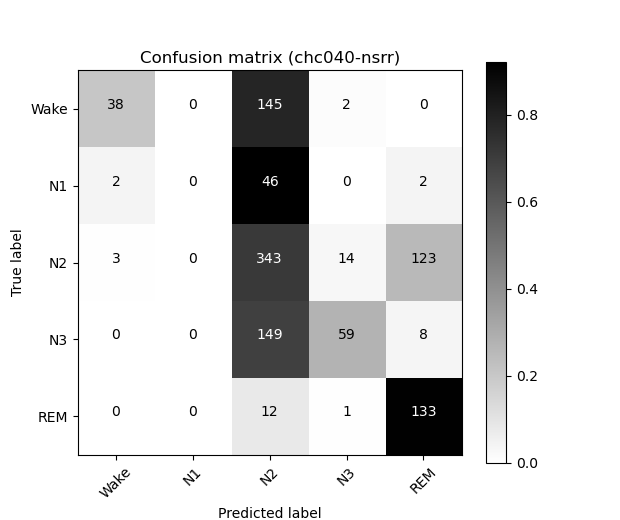 Confusion matrix (chc040-nsrr)
True label
Wake 38 0 145 2 0
N1 2 0 46 0 2
N2 3 0 343 14 123
N3 0 0 149 59 8
REM 0 0 12 1 133
Wake N1 N2 N3 REM
Predicted label
0.8
0.6
0.4
0.2
0.0